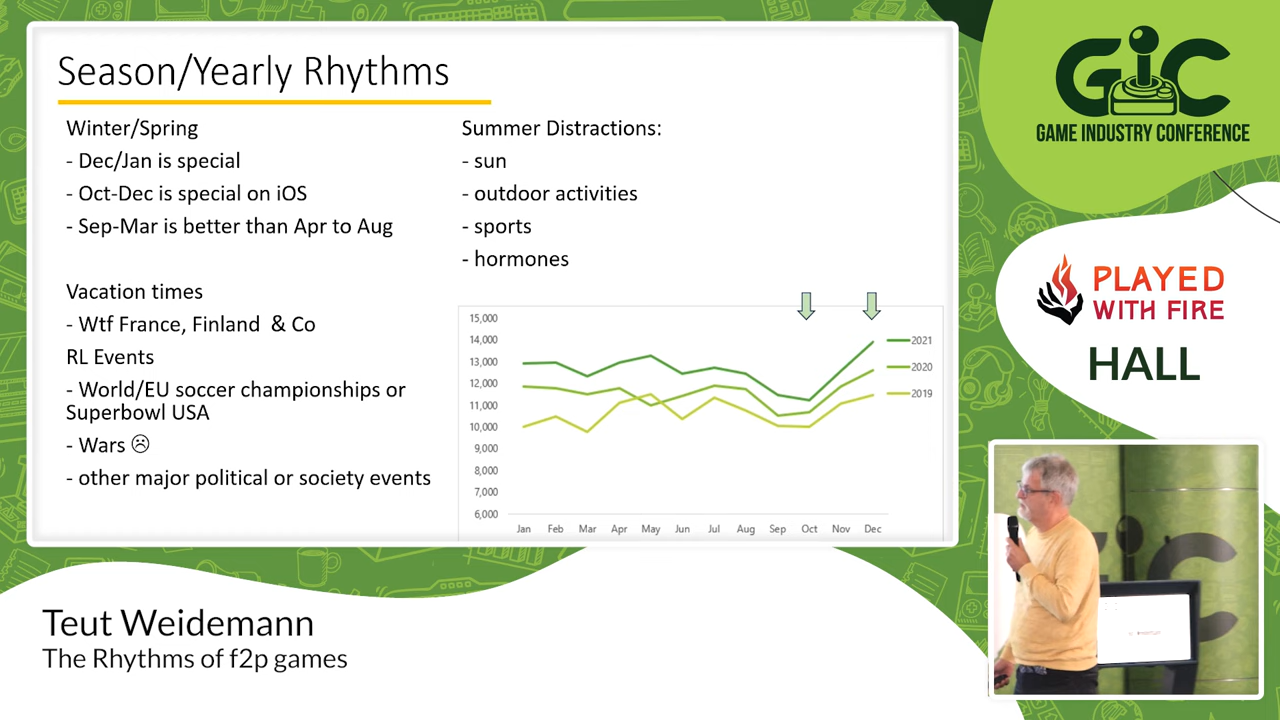 Season/Yearly Rhythms
Winter/Spring
- Dec/Jan is special
- Oct-Dec is special on iOS
- Sep-Mar is better than Apr to Aug
Vacation times
- Wtf France, Finland & Co
RL Events
- World/EU soccer championships or
Superbowl USA
- Wars ☹
- other major political or society events
Summer Distractions:
- sun
- outdoor activities
- sports
- hormones
15,000
14,000
13,000
12,000
11,000
10,000
9,000
8,000
7,000
6,000
Jan Feb Mar Apr May Jun Jul Aug Sep Oct Nov Dec
2021
2020
2019
GIC
GAME INDUSTRY CONFERENCE
PLAYED
WITH FIRE
HALL
Teut Weidemann
The Rhythms of f2p games